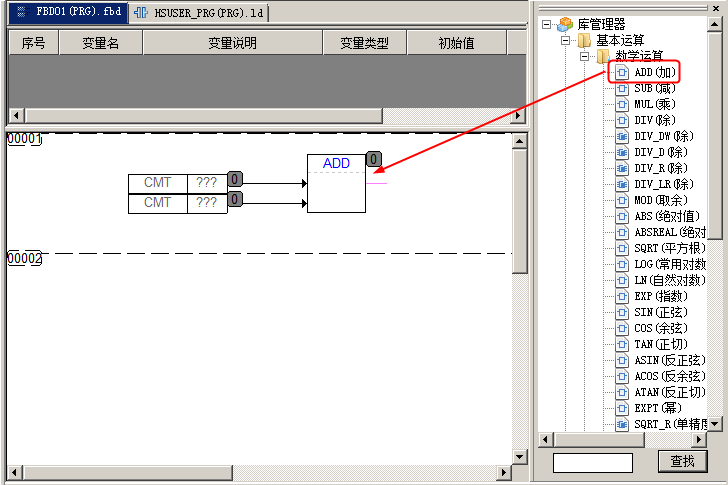 FBD01(PRG).fbd
HSUSER_PRG(PRG).ld
序号 变量名 变量说明 变量类型 初始值
00001
ADD 0
CMT ??? 0
CMT ??? 0
00002
库管理器
基本运算
数学运算
ADD(加)
SUB(减)
MUL(乘)
DIV(除)
DIV_DW(除)
DIV_D(除)
DIV_R(除)
DIV_LR(除)
MOD(取余)
ABS(绝对值)
ABSREAL(绝对
SQRT(平方根)
LOG(常用对数
LN(自然对数)
EXP(指数)
SIN(正弦)
COS(余弦)
TAN(正切)
ASIN(反正弦)
ACOS(反余弦)
ATAN(反正切)
EXPT(幂)
SQRT_R(单精度
查找